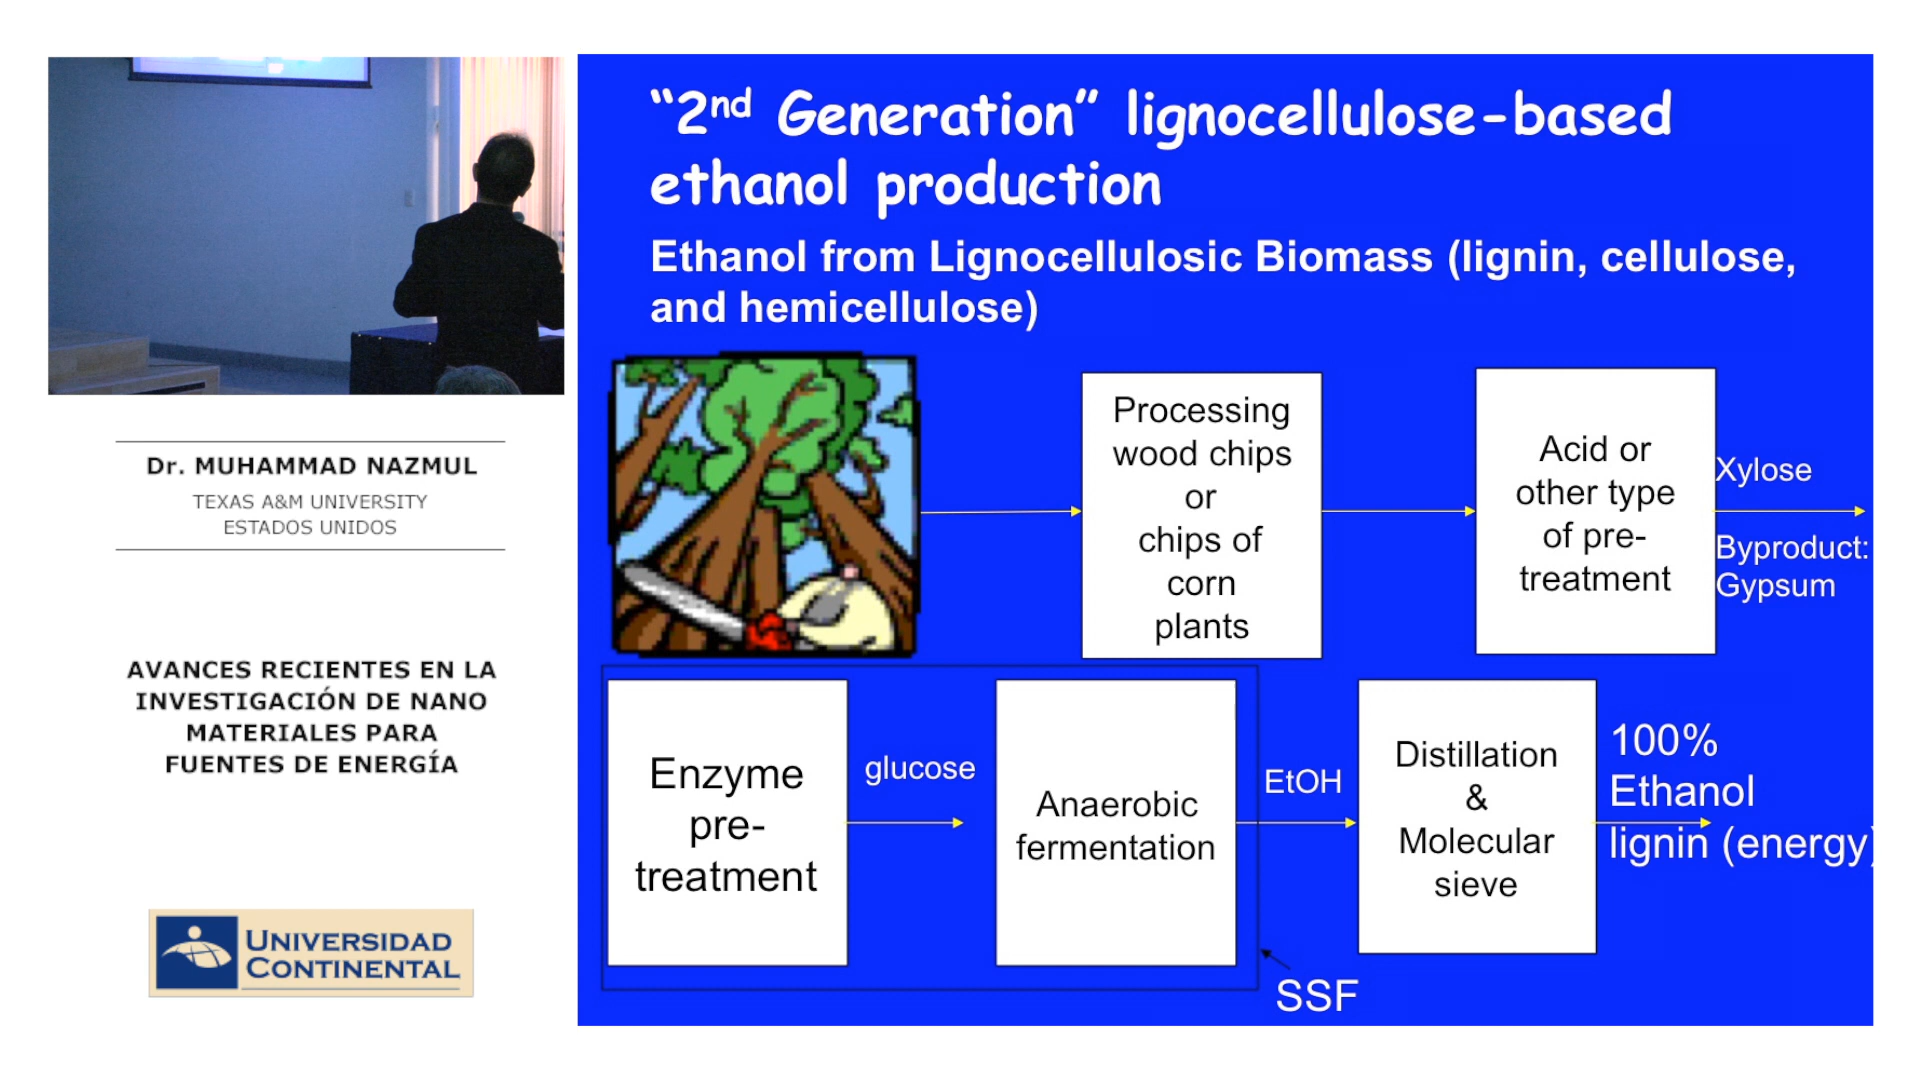 Dr. MUHAMMAD NAZMUL
TEXAS A&M UNIVERSITY
ESTADOS UNIDOS
AVANCES RECIENTES EN LA
INVESTIGACIÓN DE NANO
MATERIALES PARA
FUENTES DE ENERGÍA
UNIVERSIDAD
CONTINENTAL
“2nd Generation” lignocellulose-based
ethanol production
Ethanol from Lignocellulosic Biomass (lignin, cellulose,
and hemicellulose)
Processing
wood chips
or
chips of
corn
plants
Acid or
other type
of pre-
treatment
Xylose
Byproduct:
Gypsum
Enzyme
pre-
treatment
glucose
Anaerobic
fermentation
EtOH
Distillation
&
Molecular
sieve
100%
Ethanol
lignin (energy)
SSF